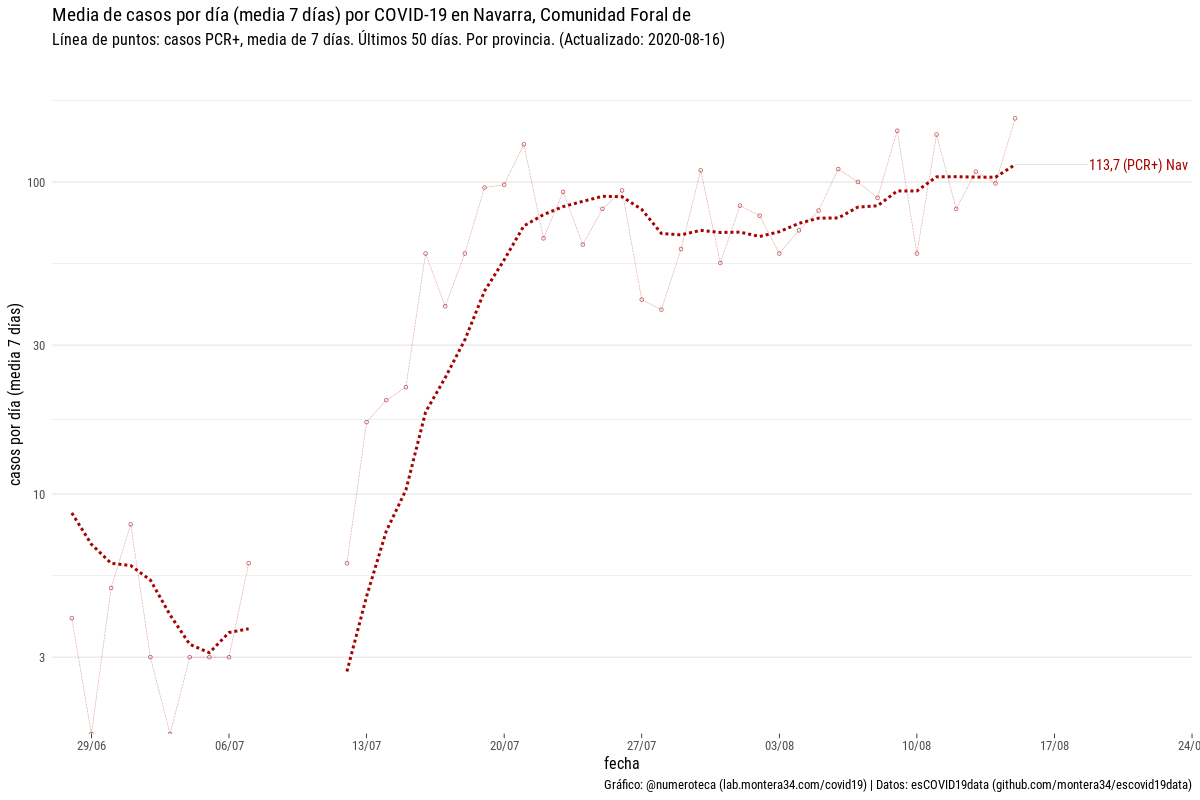 Media de casos por día (media 7 días) por COVID-19 en Navarra, Comunidad Foral de
Línea de puntos: casos PCR+, media de 7 días. Últimos 50 días. Por provincia. (Actualizado: 2020-08-16)
casos por día (media 7 días)
100
30
10
3
113,7 (PCR+) Nav
29/06
06/07
13/07
20/07
27/07
03/08
10/08
17/08
24/0
fecha
Gráfico: @numeroteca (lab.montera34.com/covid19) | Datos: esCOVID19data (github.com/montera34/escovid19data)